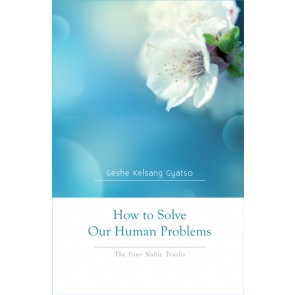 Geshe Kelsang Gyatso
How to Solve
Our Human Problems
The Four Noble Truths